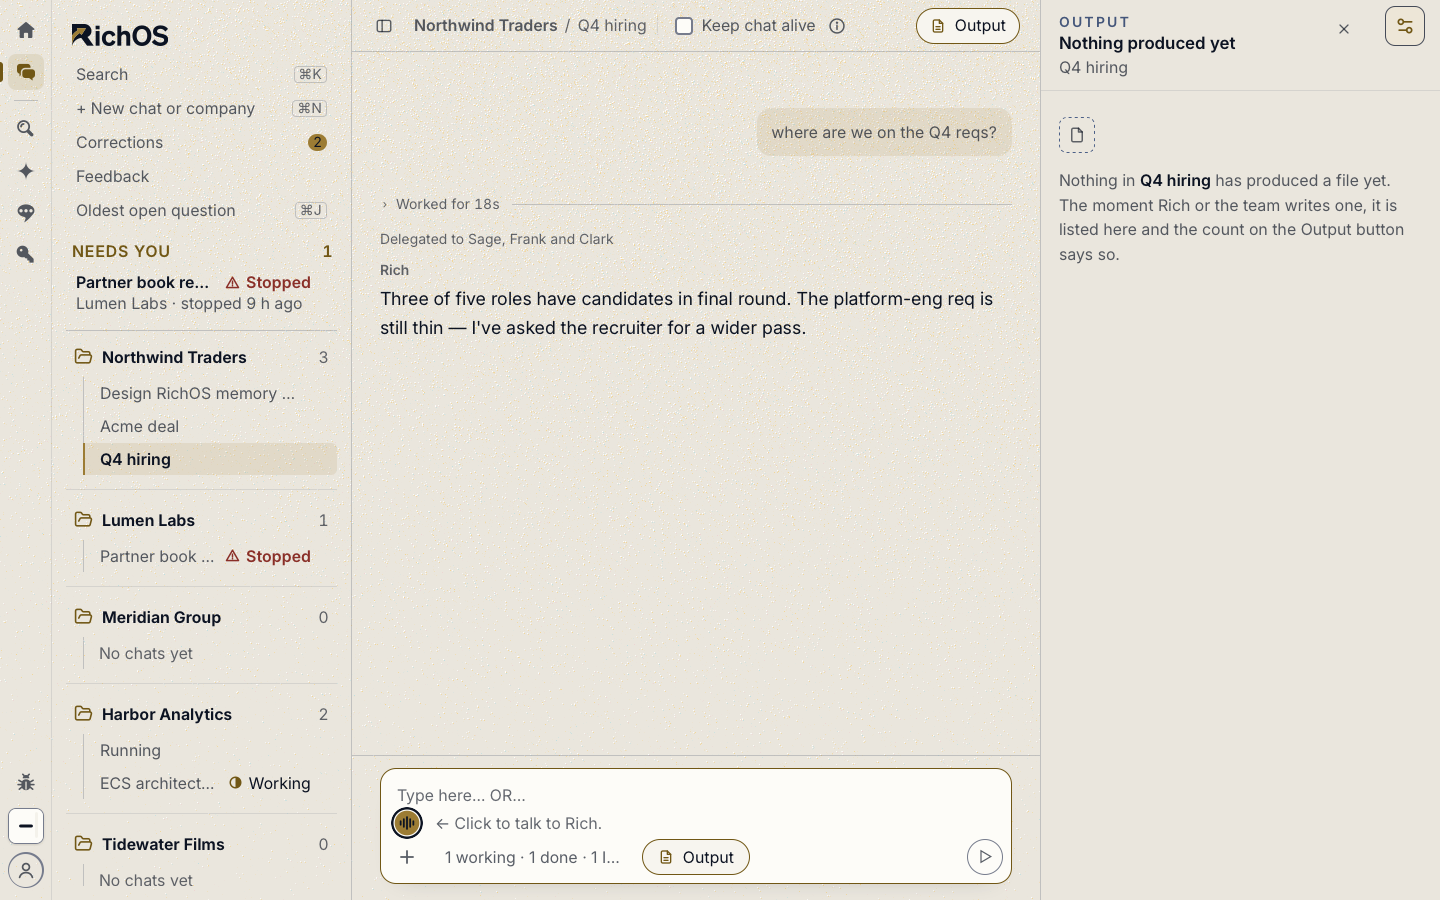 RichOS
Search ⌘K
+ New chat or company ⌘N
Corrections 2
Feedback
Oldest open question ⌘J
NEEDS YOU 1
Partner book re... Stopped
Lumen Labs · stopped 9 h ago
Northwind Traders 3
Design RichOS memory ...
Acme deal
Q4 hiring
Lumen Labs 1
Partner book ... Stopped
Meridian Group 0
No chats yet
Harbor Analytics 2
Running
ECS architect... Working
Tidewater Films 0
No chats yet
Northwind Traders / Q4 hiring
Keep chat alive
Output
where are we on the Q4 reqs?
› Worked for 18s
Delegated to Sage, Frank and Clark
Rich
Three of five roles have candidates in final round. The platform-eng req is
still thin — I've asked the recruiter for a wider pass.
Type here... OR...
← Click to talk to Rich.
1 working · 1 done · 1 l...
Output
OUTPUT
Nothing produced yet
Q4 hiring
Nothing in Q4 hiring has produced a file yet.
The moment Rich or the team writes one, it is
listed here and the count on the Output button
says so.